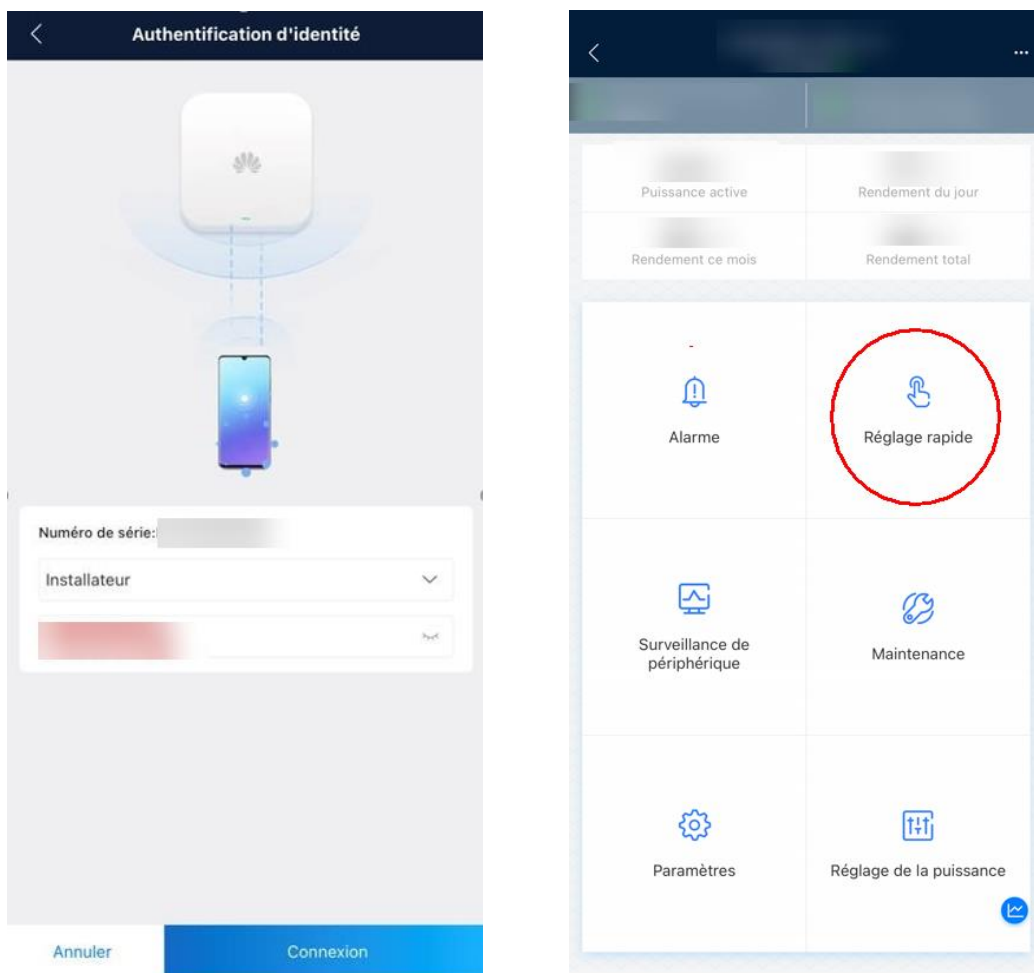 Authentification d'identité
Numéro de série:
Installateur
Annuler
Connexion
Puissance active
Rendement du jour
Rendement ce mois
Rendement total
Alarme
Réglage rapide
Surveillance de
périphérique
Maintenance
Paramètres
Réglage de la puissance